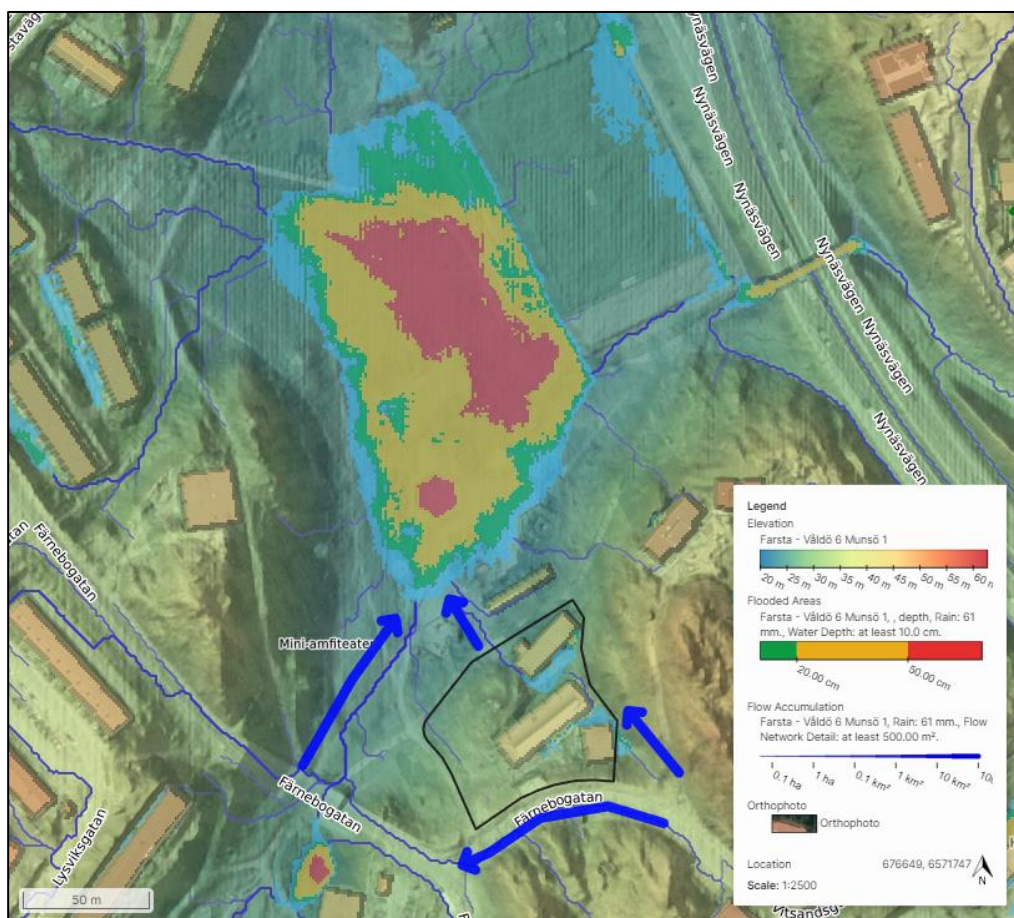 Nynäsvägen
Nynäsvägen
Nynäsvägen
Nynäsvägen
Nynäsvägen
Nynäsvägen
Nynäsvägen
Färnebogatan
Mini-amfiteater
Färnebogatan
Färnebogatan
Lysviksgatan
50 m
Legend
Elevation
Farsta - Våldö 6 Munsö 1
20 m 25 m 30 m 35 m 40 m 45 m 50 m 55 m 60 r
Flooded Areas
Farsta - Våldö 6 Munsö 1, , depth, Rain: 61
mm., Water Depth: at least 10.0 cm.
20.00 cm 50.00 cm
Flow Accumulation
Farsta - Våldö 6 Munsö 1, Rain: 61 mm., Flow
Network Detail: at least 500.00 m².
0.1 ha 1 ha 0.1 km² 1 km² 10 km² 10(
Orthophoto
Orthophoto
Location 676649, 6571747
Scale: 1:2500
N